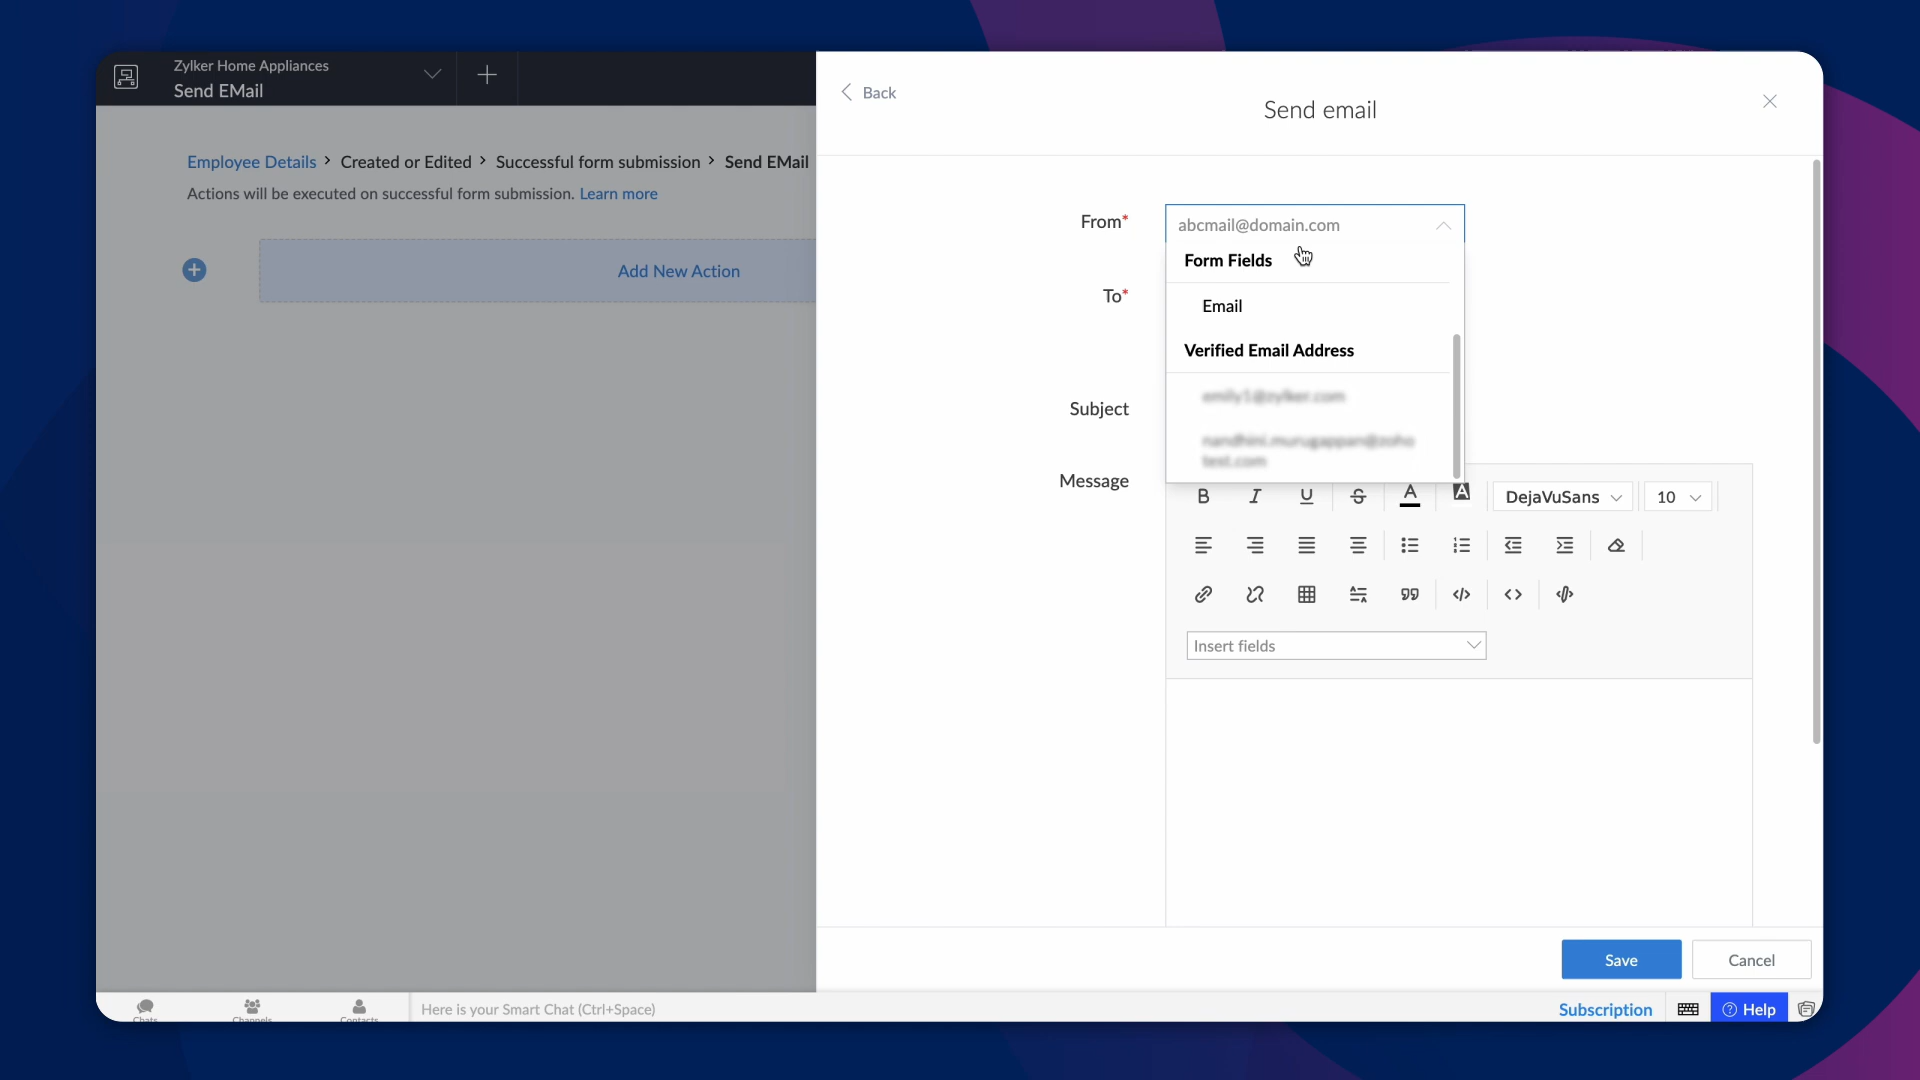 Zylker Home Appliances
Send EMail
Employee Details > Created or Edited > Successful form submission > Send EMail
Actions will be executed on successful form submission. Learn more
Add New Action
Back
Send email
From*
abcmail@domain.com
Form Fields
Email
Verified Email Address
To*
Subject
Message
DejaVuSans
10
Insert fields
Save
Cancel
Chats
Channels
Contacts
Here is your Smart Chat (Ctrl+Space)
Subscription
Help